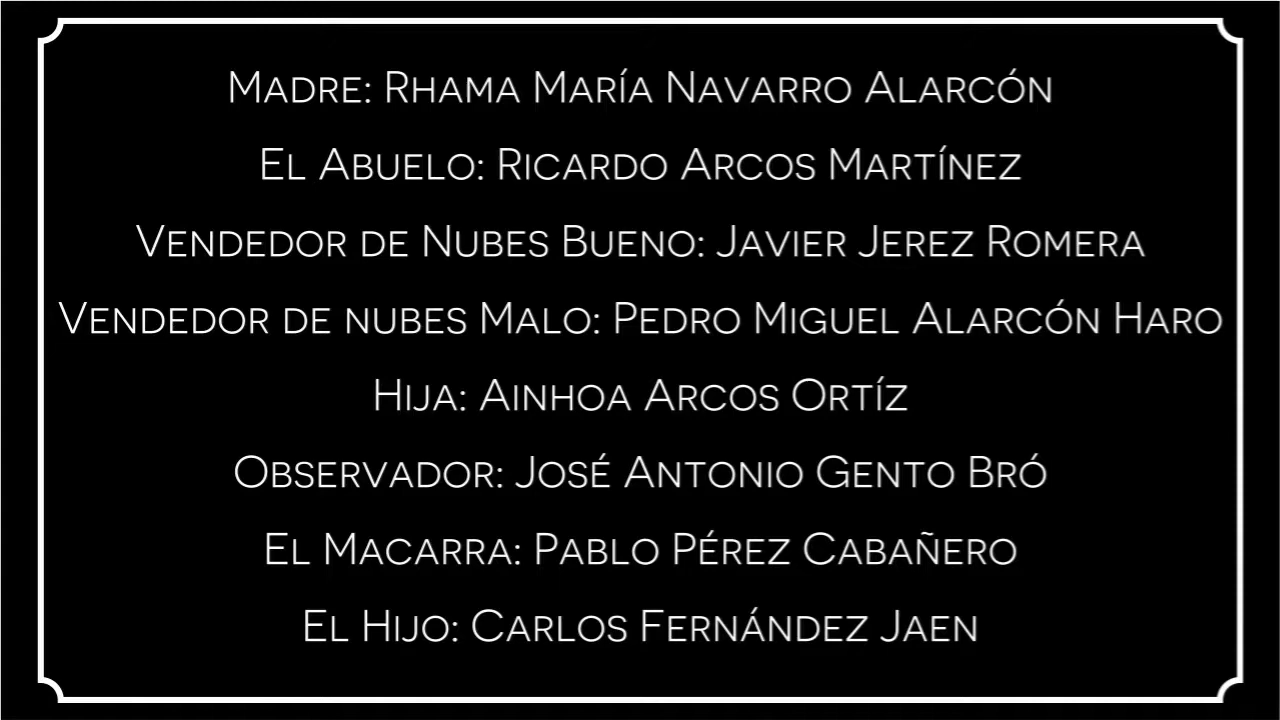 Madre: Rhama María Navarro Alarcón
El Abuelo: Ricardo Arcos Martínez
Vendedor de Nubes Bueno: Javier Jerez Romera
Vendedor de nubes Malo: Pedro Miguel Alarcón Haro
Hija: Ainhoa Arcos Ortíz
Observador: José Antonio Gento Bró
El Macarra: Pablo Pérez Cabañero
El Hijo: Carlos Fernández Jaen